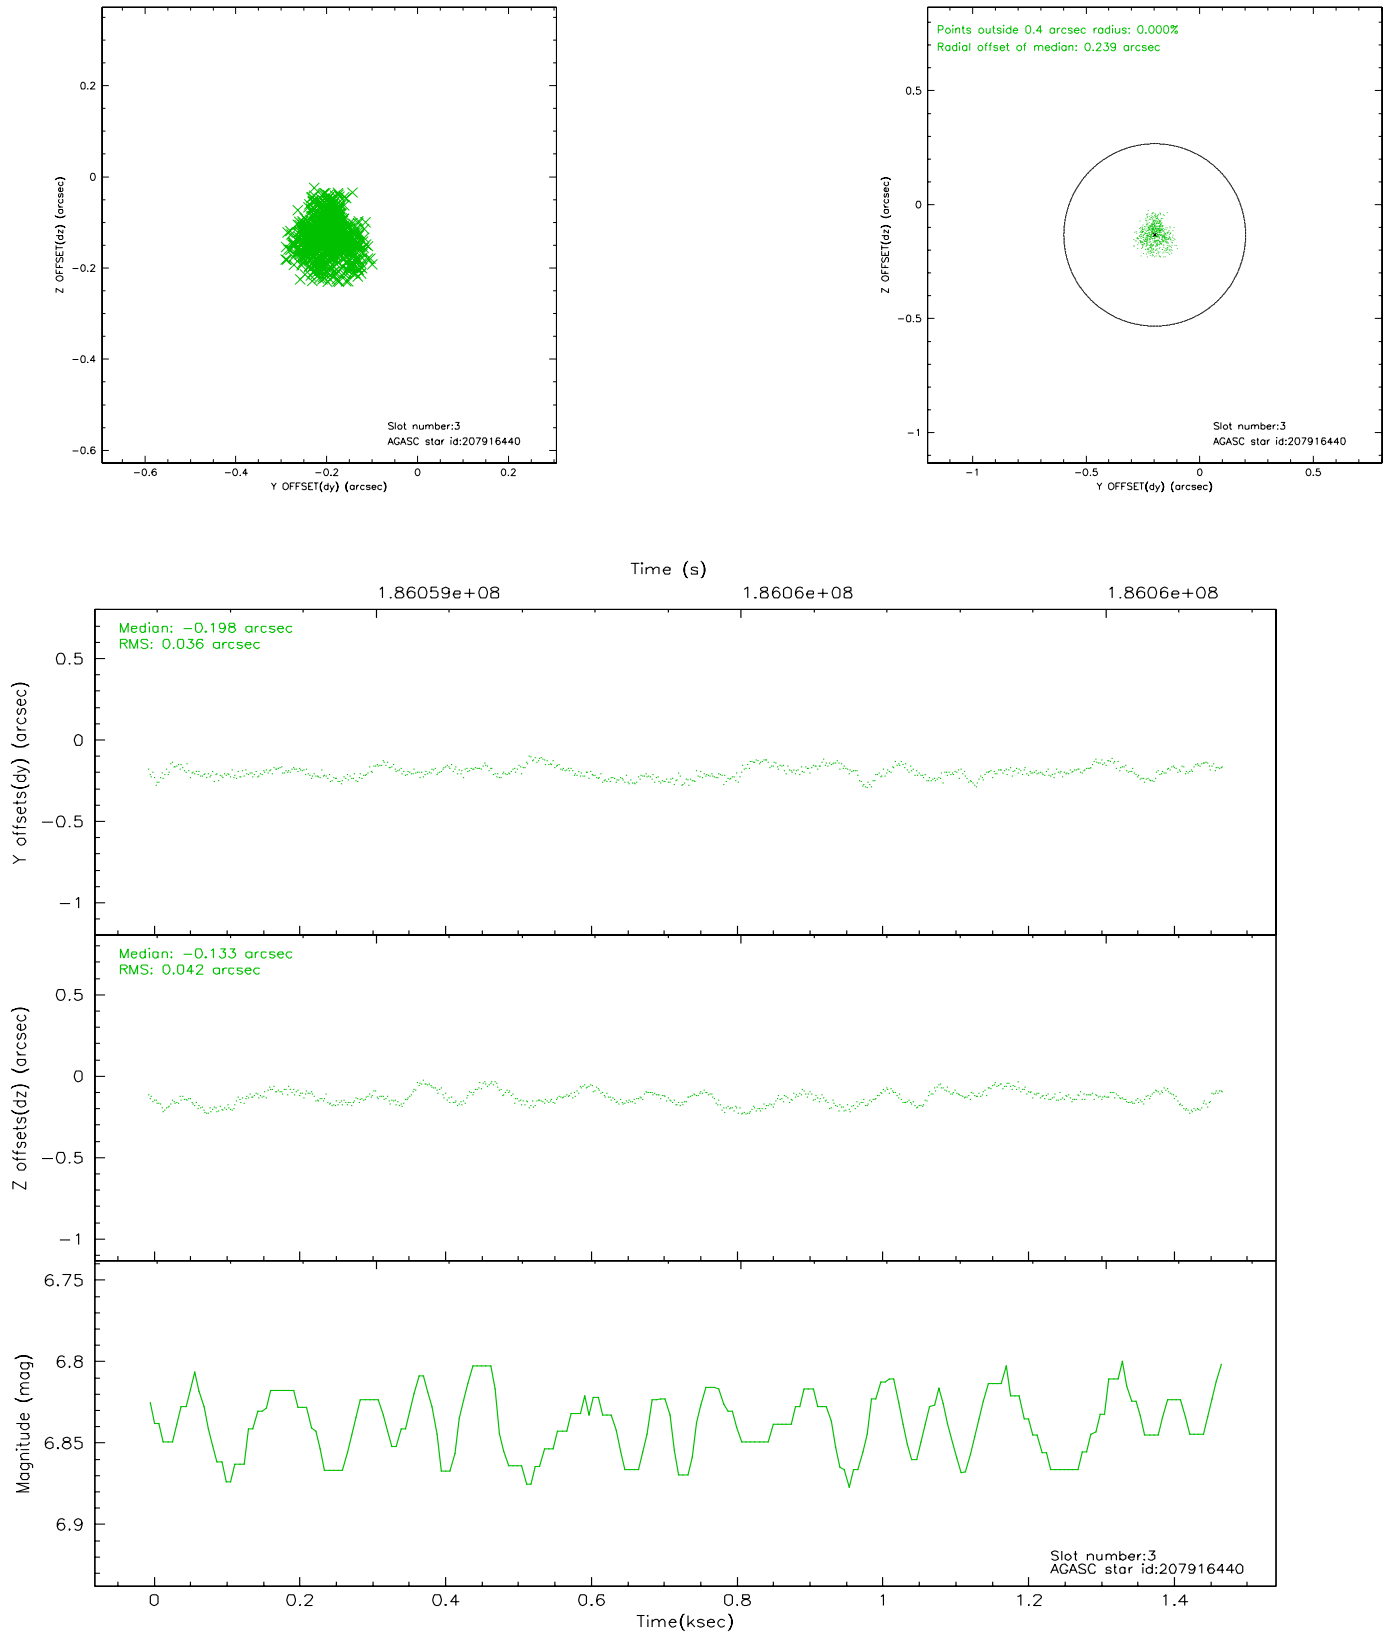 0.2
0
−0.2
−0.4
−0.6
Z OFFSET(dz) (arcsec)
Slot number:3
AGASC star id:207916440
−0.6 −0.4 −0.2 0 0.2
Y OFFSET(dy) (arcsec)
Points outside 0.4 arcsec radius: 0.000%
Radial offset of median: 0.239 arcsec
0.5
0
−0.5
−1
Z OFFSET(dz) (arcsec)
Slot number:3
AGASC star id:207916440
−1 −0.5 0 0.5
Y OFFSET(dy) (arcsec)
Time (s)
1.86059e+08 1.8606e+08 1.8606e+08
Median: −0.198 arcsec
RMS: 0.036 arcsec
0.5
0
−0.5
−1
Y offsets(dy) (arcsec)
Median: −0.133 arcsec
RMS: 0.042 arcsec
0.5
0
−0.5
−1
Z offsets(dz) (arcsec)
6.75
6.8
6.85
6.9
Magnitude (mag)
Slot number:3
AGASC star id:207916440
0 0.2 0.4 0.6 0.8 1 1.2 1.4
Time(ksec)